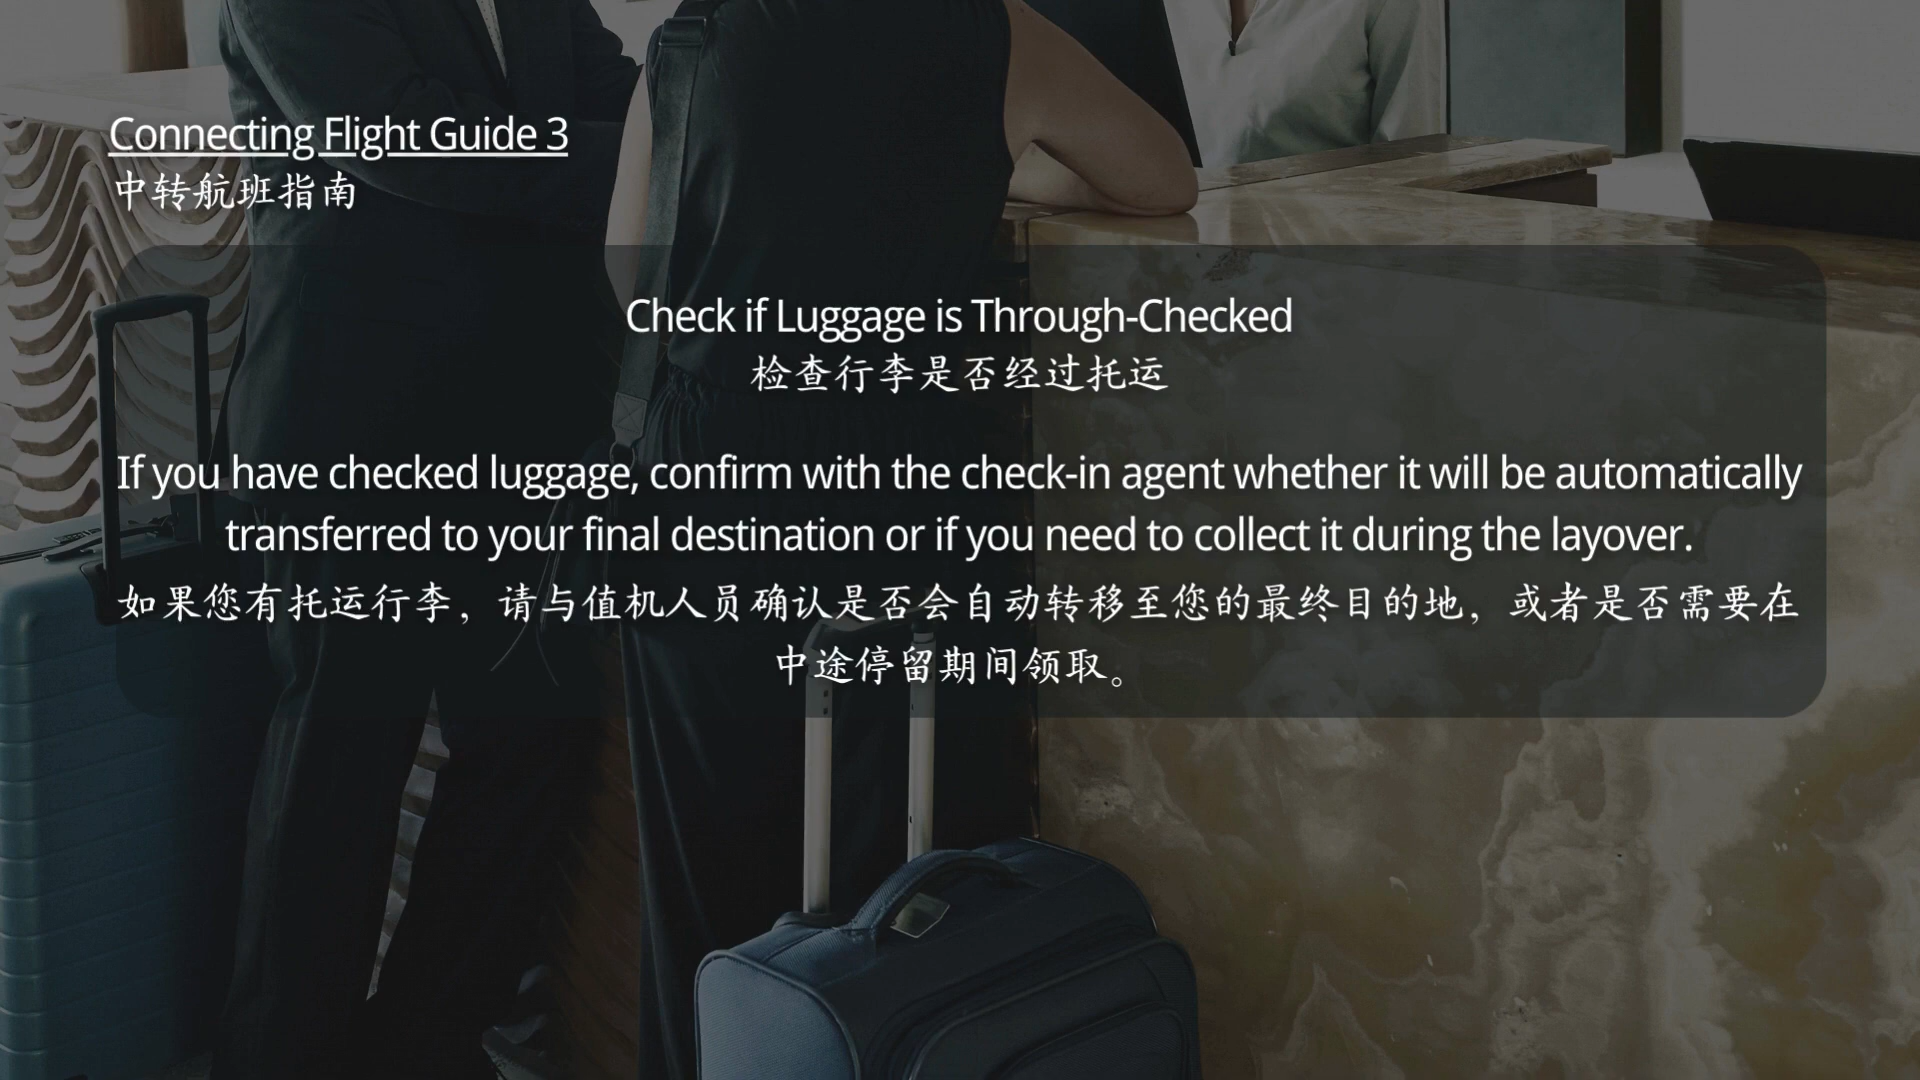 Connecting Flight Guide 3
中转航班指南
Check if Luggage is Through-Checked
检查行李是否经过托运
If you have checked luggage, confirm with the check-in agent whether it will be automatically
transferred to your final destination or if you need to collect it during the layover.
如果您有托运行李，请与值机人员确认是否会自动转移至您的最终目的地，或者是否需要在
中途停留期间领取。